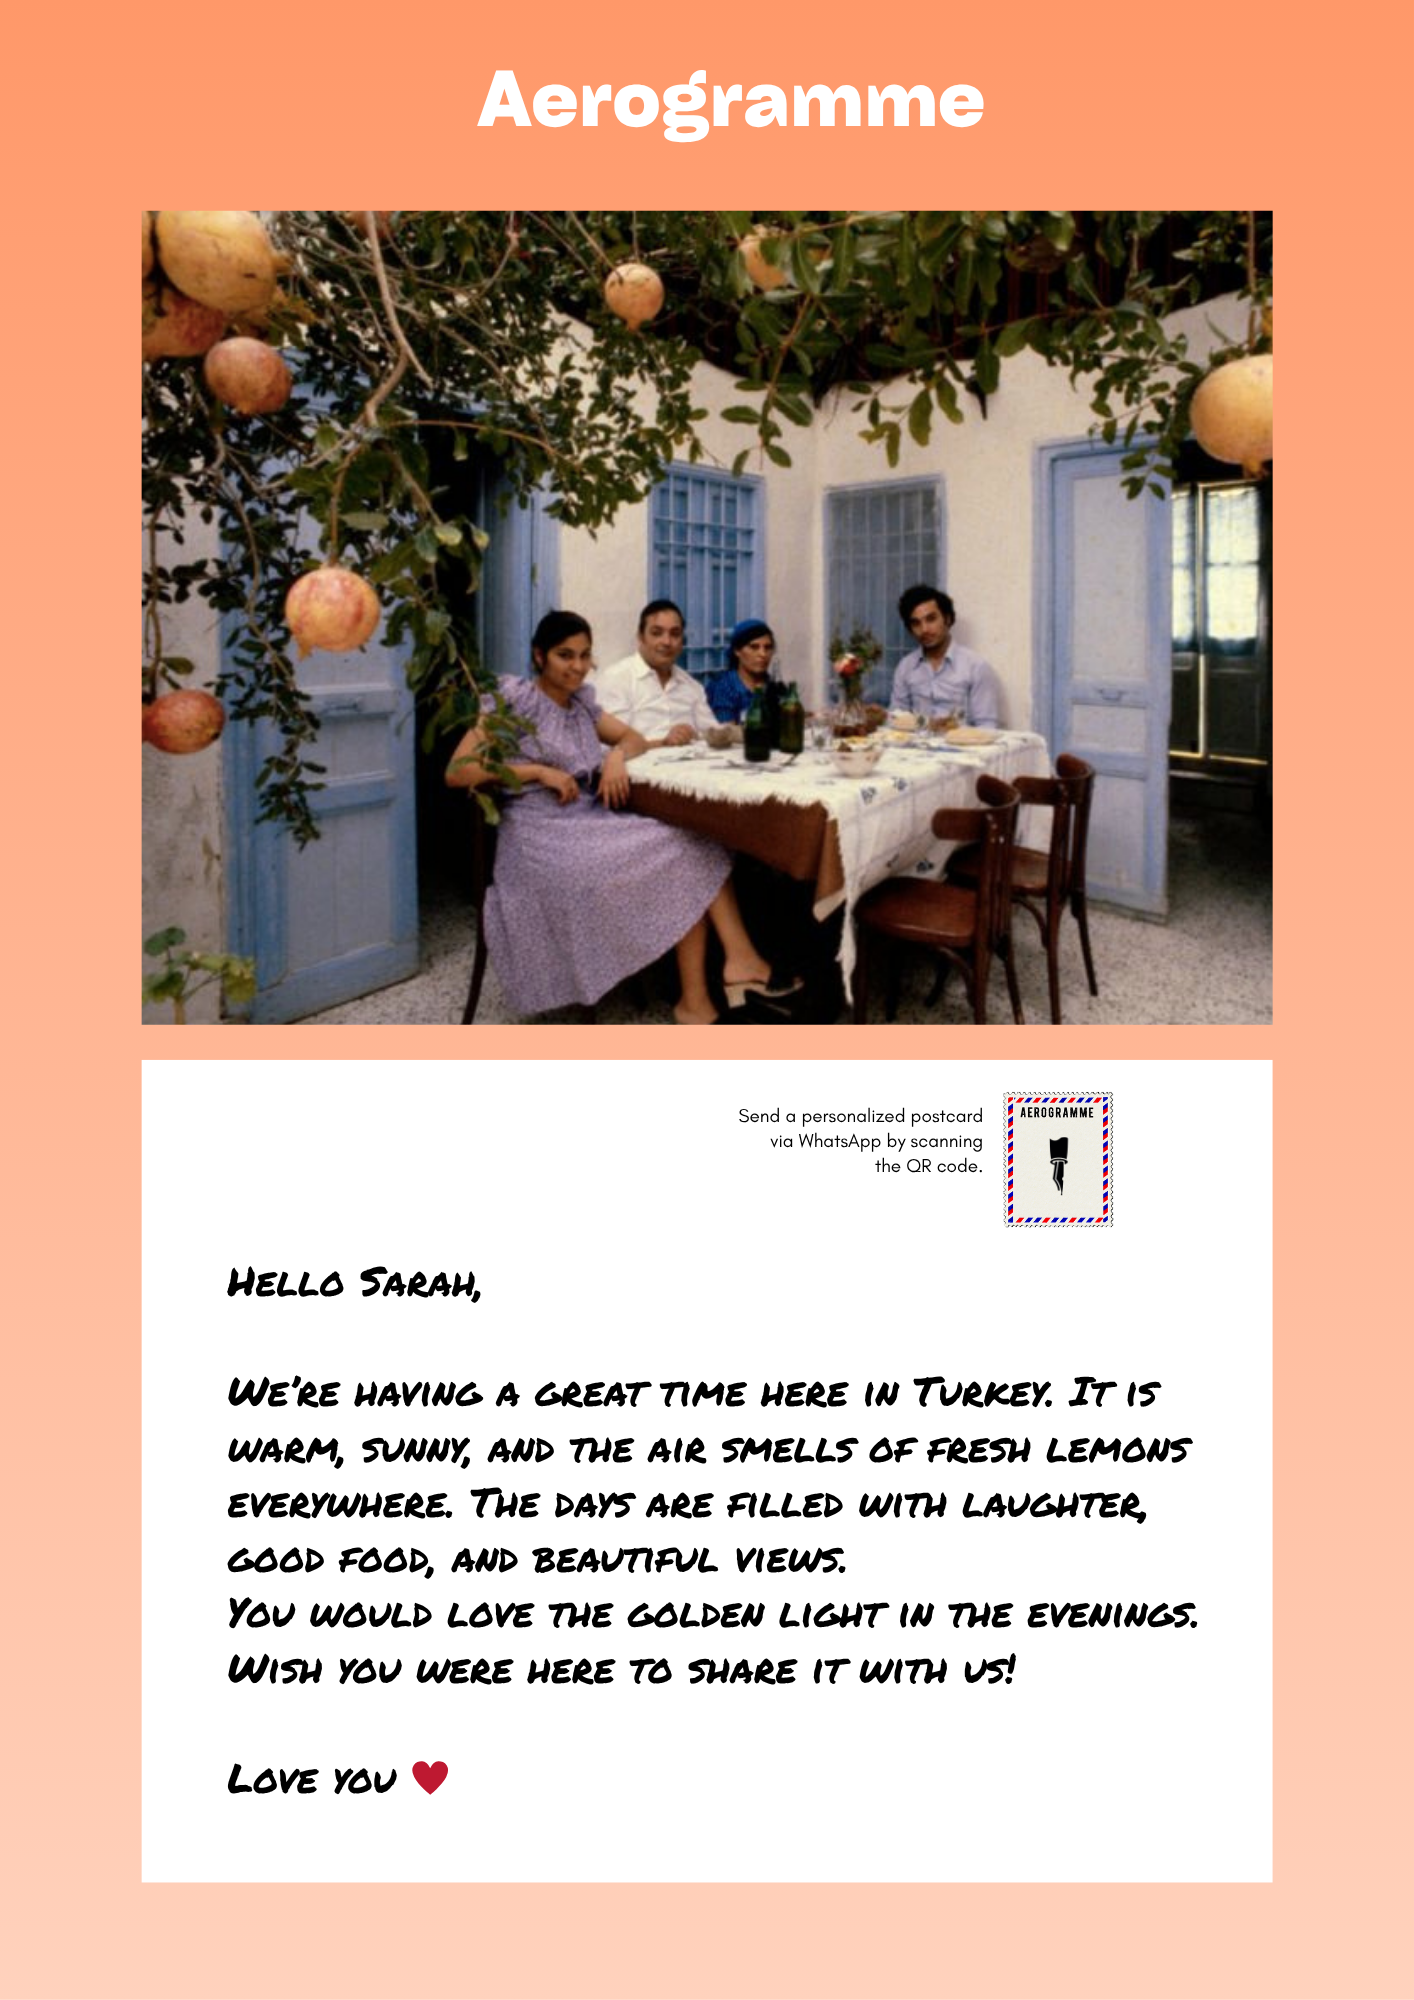 Aerogramme
Send a personalized postcard
via WhatsApp by scanning
the QR code.
AEROGRAMME
Hello Sarah,
We're having a great time here in Turkey. It is
warm, sunny, and the air smells of fresh lemons
everywhere. The days are filled with laughter,
good food, and beautiful views.
You would love the golden light in the evenings.
Wish you were here to share it with us!
Love you ❤